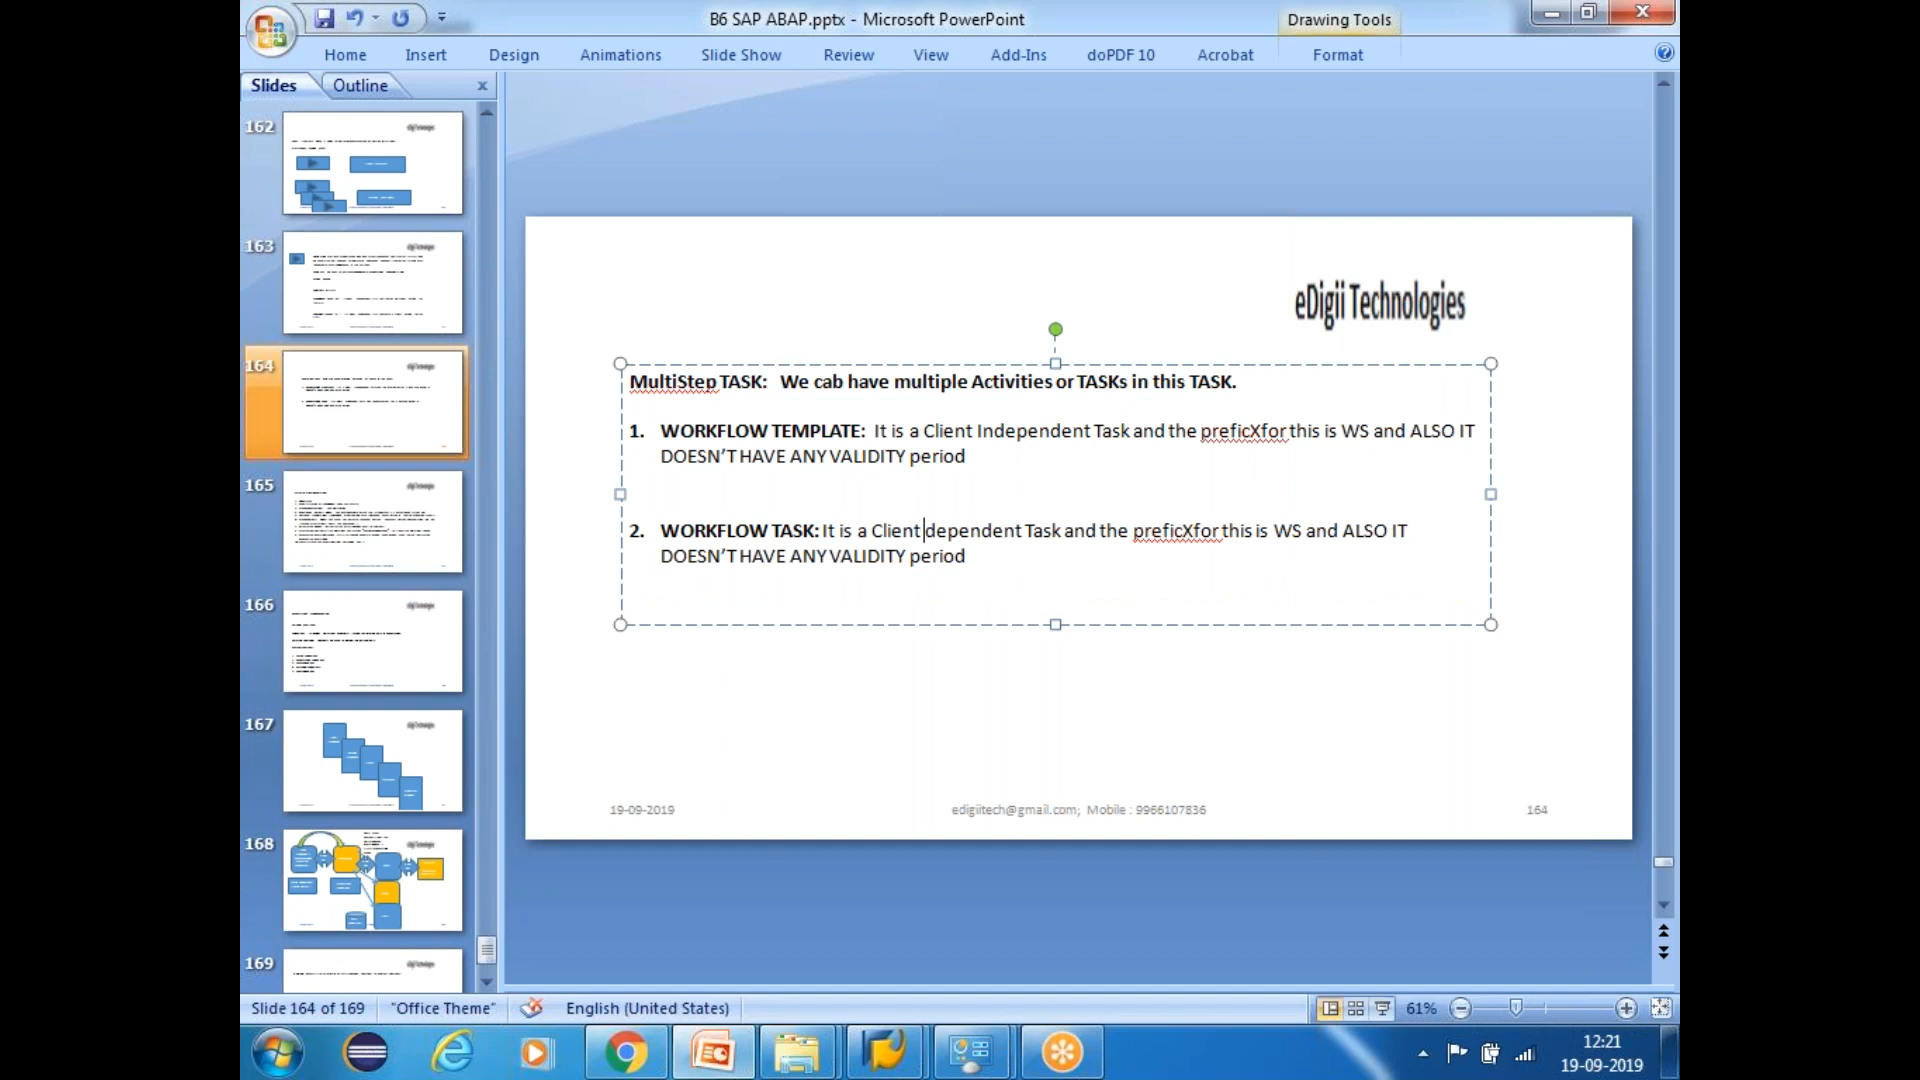 B6 SAP ABAP.pptx - Microsoft PowerPoint
Drawing Tools
Home Insert Design Animations Slide Show Review View Add-Ins doPDF 10 Acrobat Format
Slides Outline x
162
163
164
165
166
167
168
169
eDigii Technologies
MultiStep TASK: We cab have multiple Activities or TASKs in this TASK.
1. WORKFLOW TEMPLATE: It is a Client Independent Task and the preficXfor this is WS and ALSO IT
DOESN'T HAVE ANY VALIDITY period
2. WORKFLOW TASK: It is a Client dependent Task and the preficXfor this is WS and ALSO IT
DOESN'T HAVE ANY VALIDITY period
19-09-2019 edigiitech@gmail.com; Mobile : 9966107836 164
Slide 164 of 169 "Office Theme" English (United States) 61%
12:21
19-09-2019